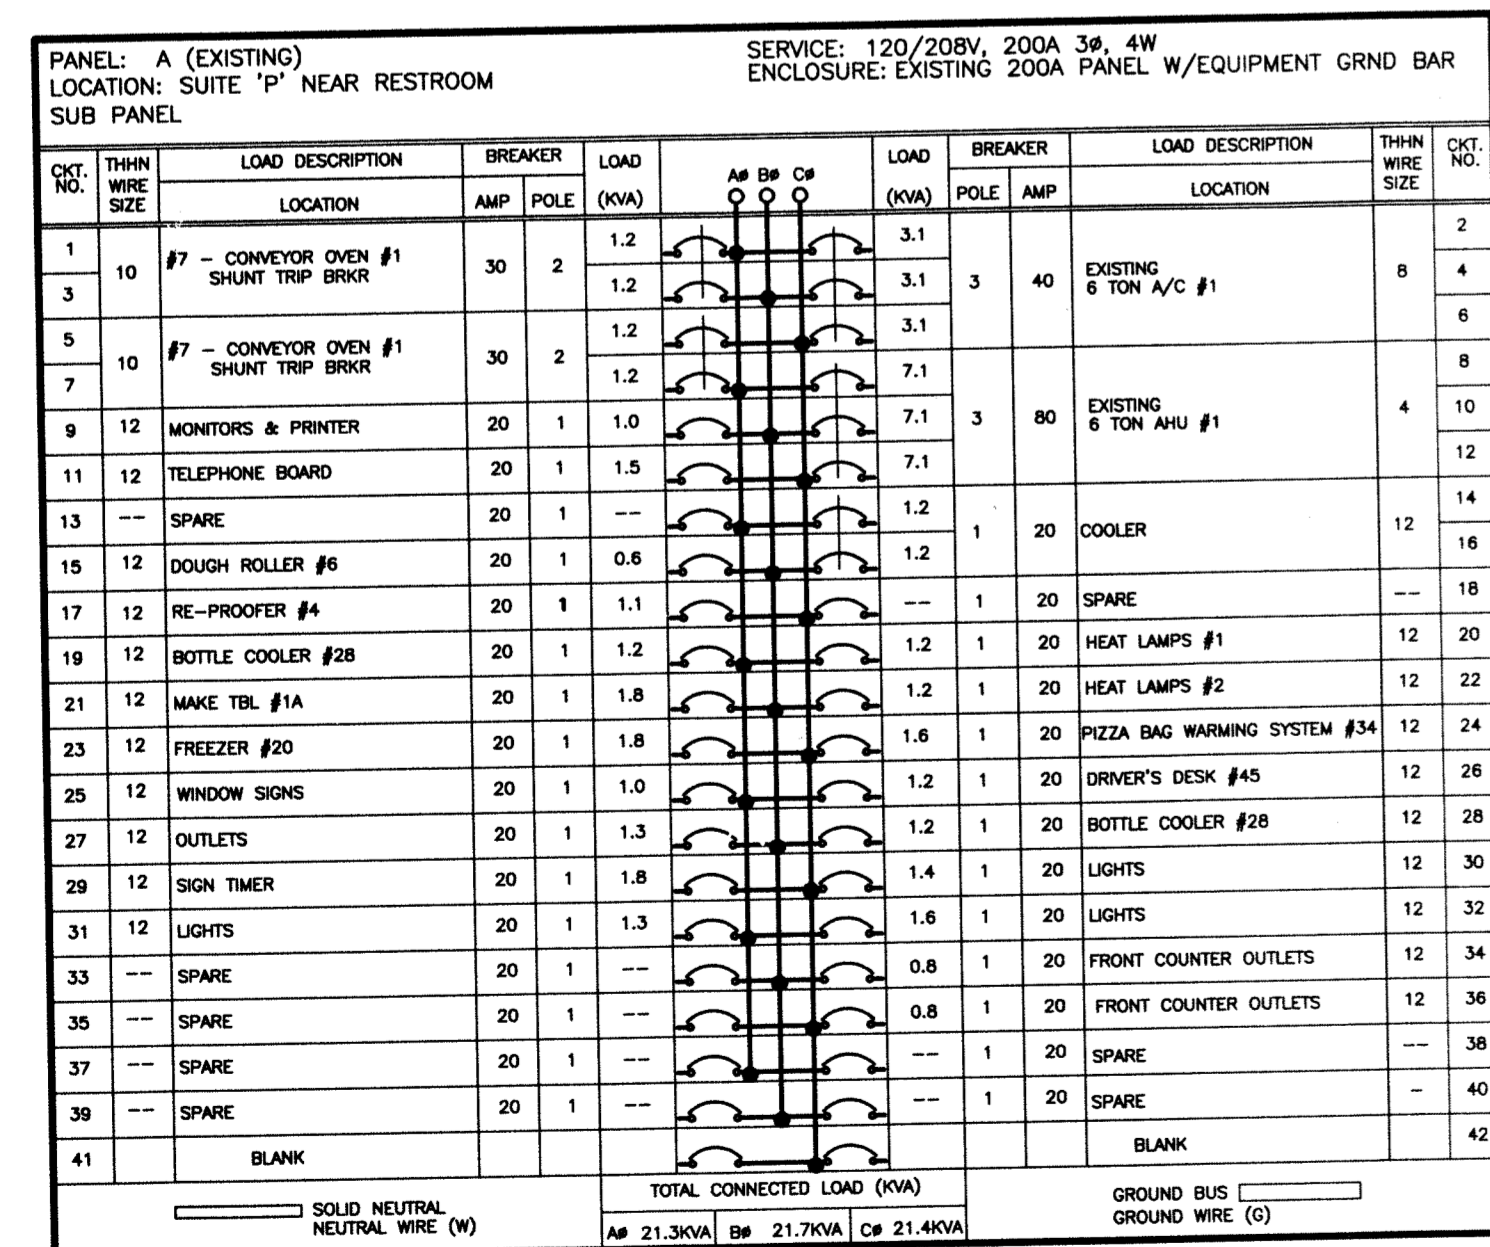 PANEL: A (EXISTING)
LOCATION: SUITE 'P' NEAR RESTROOM
SUB PANEL
SERVICE: 120/208V, 200A 3ø, 4W
ENCLOSURE: EXISTING 200A PANEL W/EQUIPMENT GRND BAR
CKT. NO. | THHN WIRE SIZE | LOAD DESCRIPTION LOCATION | BREAKER AMP | POLE | LOAD (KVA) | Aø Bø Cø | LOAD (KVA) | BREAKER POLE | AMP | LOAD DESCRIPTION LOCATION | THHN WIRE SIZE | CKT. NO.
1 | 10 | #7 - CONVEYOR OVEN #1 SHUNT TRIP BRKR | 30 | 2 | 1.2 | 3.1 | 3 | 40 | EXISTING 6 TON A/C #1 | 8 | 2
3 | 1.2 | 3.1 | 4
5 | 10 | #7 - CONVEYOR OVEN #1 SHUNT TRIP BRKR | 30 | 2 | 1.2 | 3.1 | 6
7 | 1.2 | 7.1 | 3 | 80 | EXISTING 6 TON AHU #1 | 4 | 8
9 | 12 | MONITORS & PRINTER | 20 | 1 | 1.0 | 7.1 | 10
11 | 12 | TELEPHONE BOARD | 20 | 1 | 1.5 | 7.1 | 12
13 | -- | SPARE | 20 | 1 | -- | 1.2 | 1 | 20 | COOLER | 12 | 14
15 | 12 | DOUGH ROLLER #6 | 20 | 1 | 0.6 | 1.2 | 16
17 | 12 | RE-PROOFER #4 | 20 | 1 | 1.1 | -- | 1 | 20 | SPARE | -- | 18
19 | 12 | BOTTLE COOLER #28 | 20 | 1 | 1.2 | 1.2 | 1 | 20 | HEAT LAMPS #1 | 12 | 20
21 | 12 | MAKE TBL #1A | 20 | 1 | 1.8 | 1.2 | 1 | 20 | HEAT LAMPS #2 | 12 | 22
23 | 12 | FREEZER #20 | 20 | 1 | 1.8 | 1.6 | 1 | 20 | PIZZA BAG WARMING SYSTEM #34 | 12 | 24
25 | 12 | WINDOW SIGNS | 20 | 1 | 1.0 | 1.2 | 1 | 20 | DRIVER'S DESK #45 | 12 | 26
27 | 12 | OUTLETS | 20 | 1 | 1.3 | 1.2 | 1 | 20 | BOTTLE COOLER #28 | 12 | 28
29 | 12 | SIGN TIMER | 20 | 1 | 1.8 | 1.4 | 1 | 20 | LIGHTS | 12 | 30
31 | 12 | LIGHTS | 20 | 1 | 1.3 | 1.6 | 1 | 20 | LIGHTS | 12 | 32
33 | -- | SPARE | 20 | 1 | -- | 0.8 | 1 | 20 | FRONT COUNTER OUTLETS | 12 | 34
35 | -- | SPARE | 20 | 1 | -- | 0.8 | 1 | 20 | FRONT COUNTER OUTLETS | 12 | 36
37 | -- | SPARE | 20 | 1 | -- | -- | 1 | 20 | SPARE | -- | 38
39 | -- | SPARE | 20 | 1 | -- | -- | 1 | 20 | SPARE | - | 40
41 | BLANK | BLANK | 42
SOLID NEUTRAL
NEUTRAL WIRE (W)
TOTAL CONNECTED LOAD (KVA)
Aø 21.3KVA | Bø 21.7KVA | Cø 21.4KVA
GROUND BUS
GROUND WIRE (G)